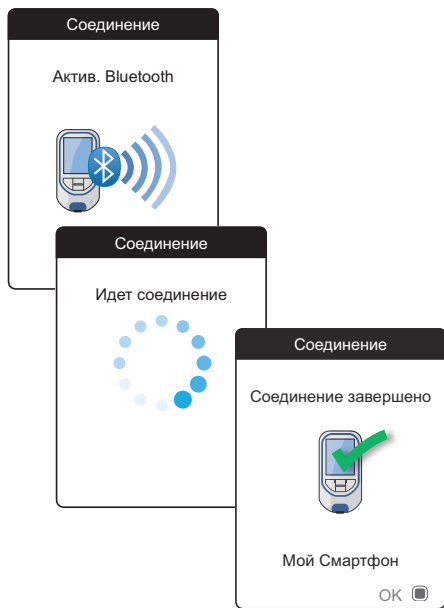 Соединение
Актив. Bluetooth
Соединение
Идет соединение
Соединение
Соединение завершено
Мой Смартфон
OK